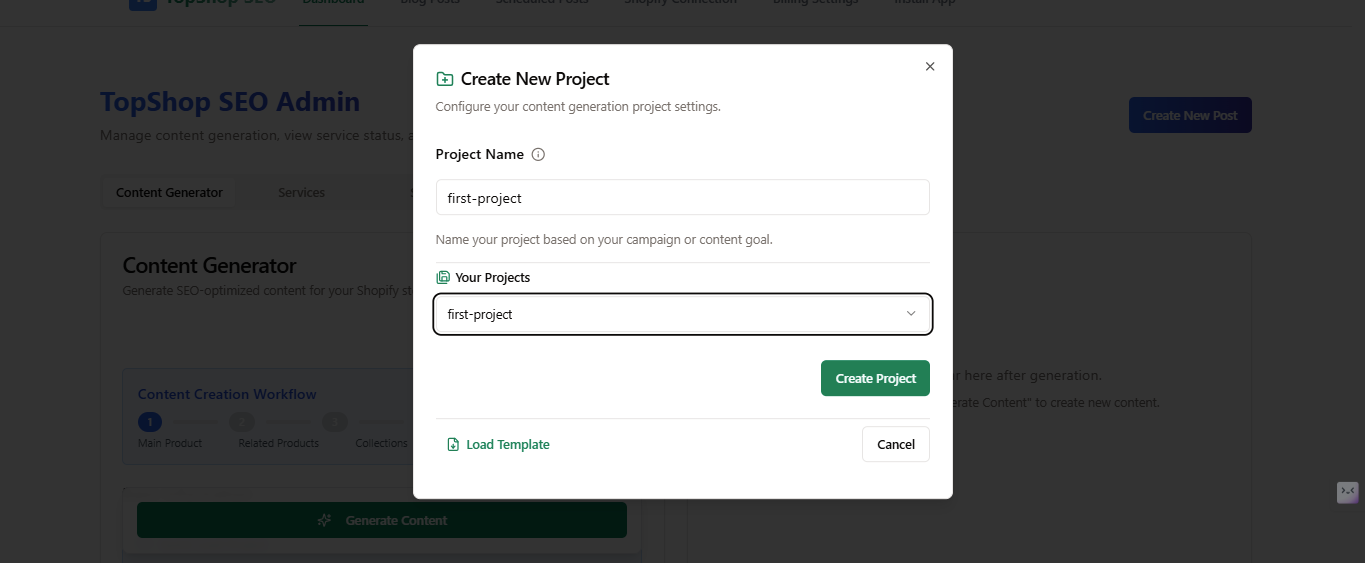 TopShop SEO
Dashboard
Blog Posts
Scheduled Posts
Shopify Connection
Billing Settings
Install App
TopShop SEO Admin
Manage content generation, view service status,
Create New Post
Content Generator
Services
Content Generator
Generate SEO-optimized content for your Shopify
Content Creation Workflow
1
2
3
Main Product
Related Products
Collections
Generate Content
here after generation.
Content" to create new content.
Create New Project
Configure your content generation project settings.
Project Name
first-project
Name your project based on your campaign or content goal.
Your Projects
first-project
Create Project
Load Template
Cancel